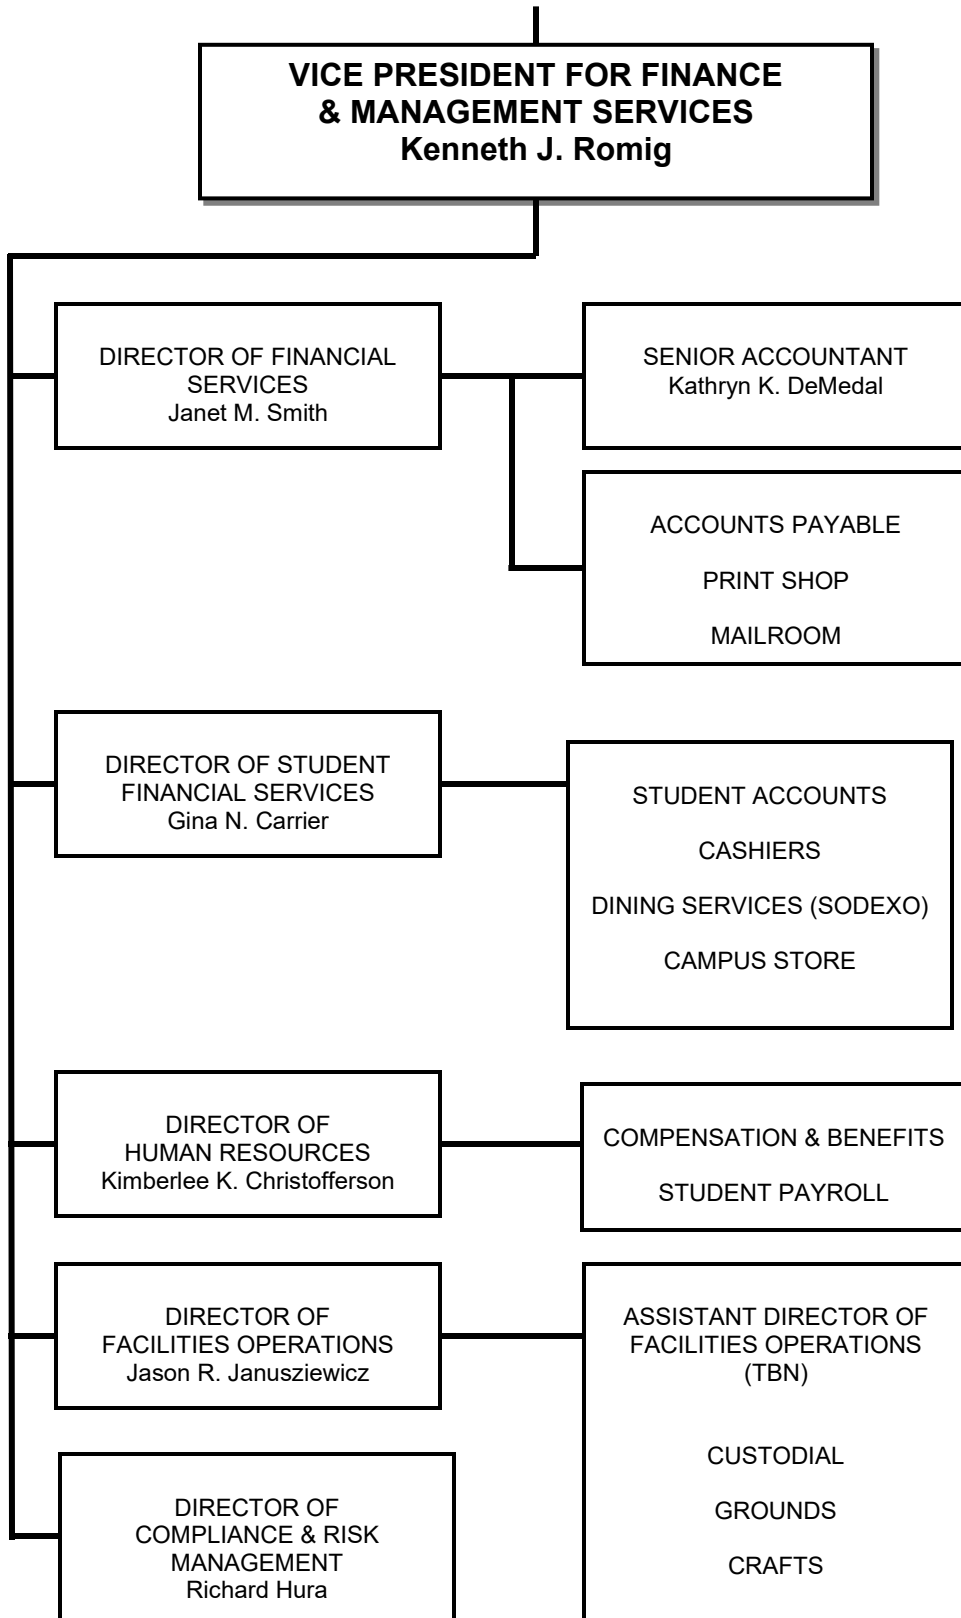 VICE PRESIDENT FOR FINANCE
& MANAGEMENT SERVICES
Kenneth J. Romig
DIRECTOR OF FINANCIAL
SERVICES
Janet M. Smith
SENIOR ACCOUNTANT
Kathryn K. DeMedal
ACCOUNTS PAYABLE
PRINT SHOP
MAILROOM
DIRECTOR OF STUDENT
FINANCIAL SERVICES
Gina N. Carrier
STUDENT ACCOUNTS
CASHIERS
DINING SERVICES (SODEXO)
CAMPUS STORE
DIRECTOR OF
HUMAN RESOURCES
Kimberlee K. Christofferson
COMPENSATION & BENEFITS
STUDENT PAYROLL
DIRECTOR OF
FACILITIES OPERATIONS
Jason R. Janusziewicz
ASSISTANT DIRECTOR OF
FACILITIES OPERATIONS
(TBN)
CUSTODIAL
GROUNDS
CRAFTS
DIRECTOR OF
COMPLIANCE & RISK
MANAGEMENT
Richard Hura